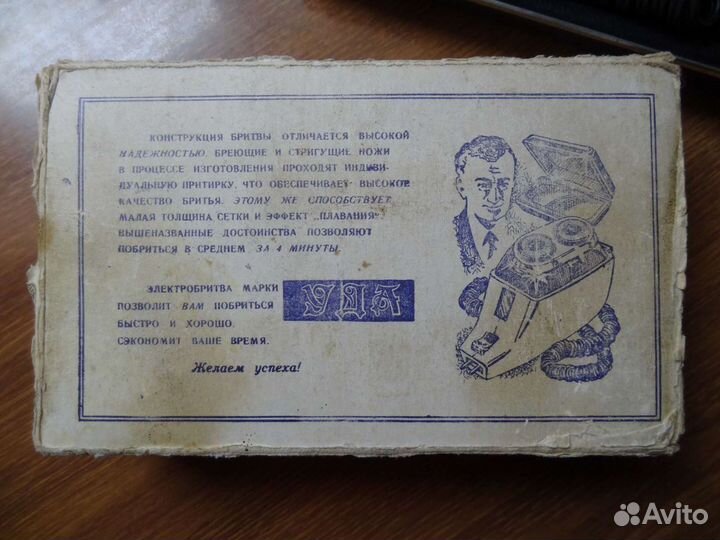 КОНСТРУКЦИЯ БРИТВЫ ОТЛИЧАЕТСЯ ВЫСОКОЙ
НАДЕЖНОСТЬЮ. БРЕЮЩИЕ И СТРИГУЩИЕ НОЖИ
В ПРОЦЕССЕ ИЗГОТОВЛЕНИЯ ПРОХОДЯТ ИНДИВИ-
ДУАЛЬНУЮ ПРИТИРКУ, ЧТО ОБЕСПЕЧИВАЕТ ВЫСОКОЕ
КАЧЕСТВО БРИТЬЯ. ЭТОМУ ЖЕ СПОСОБСТВУЕТ
МАЛАЯ ТОЛЩИНА СЕТКИ И ЭФФЕКТ „ПЛАВАНИЯ".
ВЫШЕНАЗВАННЫЕ ДОСТОИНСТВА ПОЗВОЛЯЮТ
ПОБРИТЬСЯ В СРЕДНЕМ ЗА 4 МИНУТЫ.
ЭЛЕКТРОБРИТВА МАРКИ УДА
ПОЗВОЛИТ ВАМ ПОБРИТЬСЯ
БЫСТРО И ХОРОШО,
СЭКОНОМИТ ВАШЕ ВРЕМЯ.
Желаем успеха!
Avito